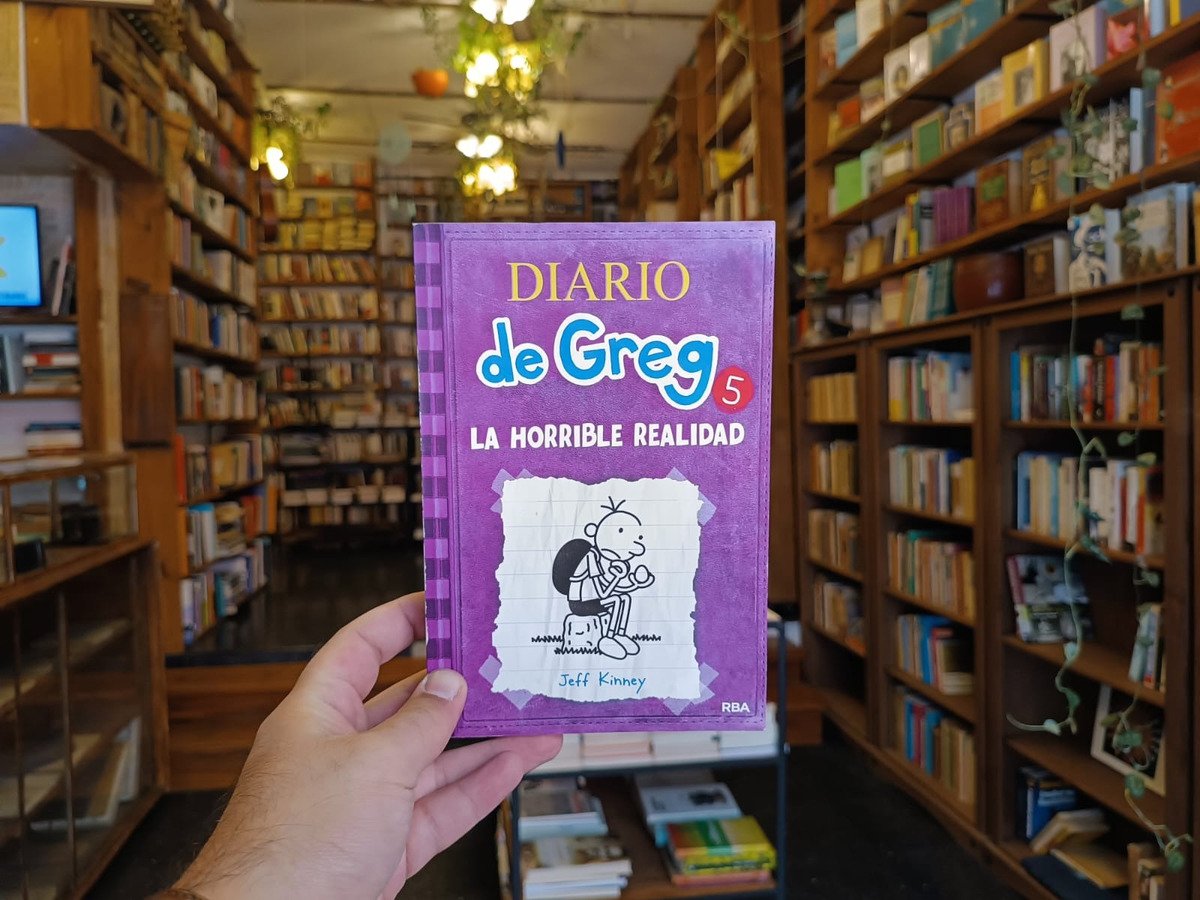 DIARIO
de Greg
5
LA HORRIBLE REALIDAD
Jeff Kinney
RBA